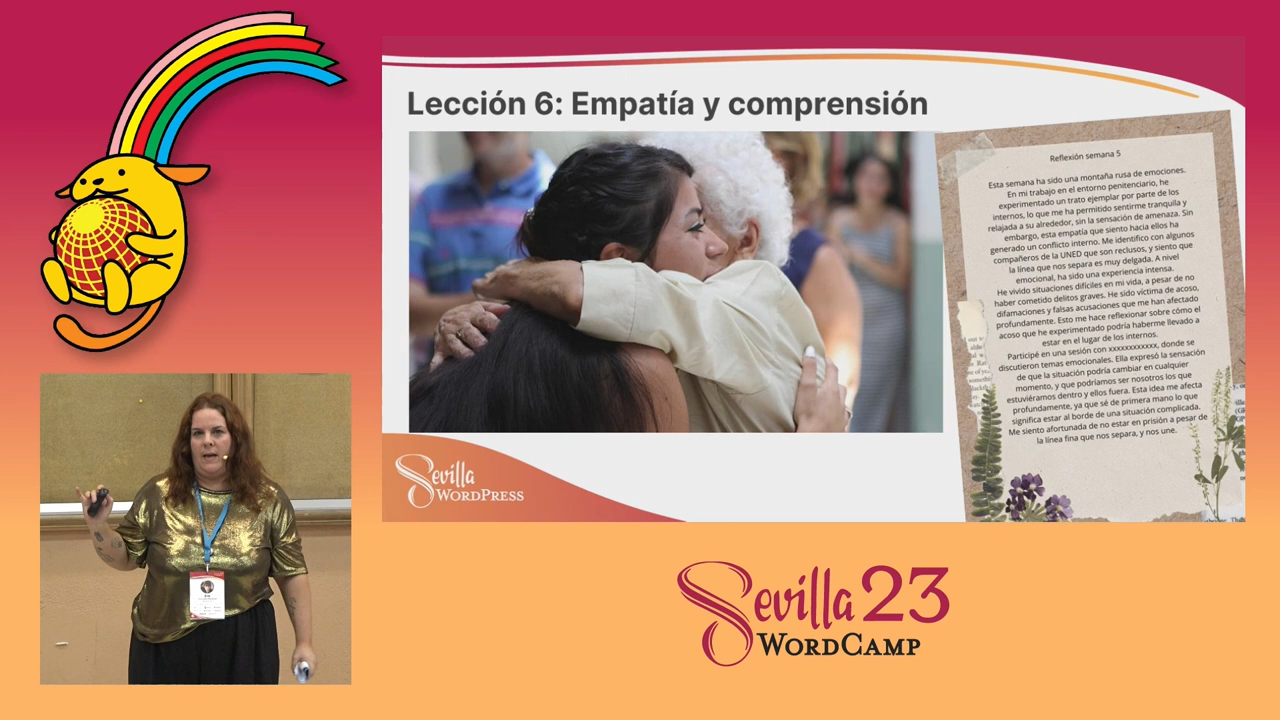 Lección 6: Empatía y comprensión
Reflexión semana 5
Esta semana ha sido una montaña rusa de emociones.
En mi trabajo en el entorno penitenciario, he
experimentado un trato ejemplar por parte de los
internos, lo que me ha permitido sentirme tranquila y
relajada a su alrededor, sin la sensación de amenaza. Sin
embargo, esta empatía que siento hacia ellos ha
generado un conflicto interno. Me identifico con algunos
compañeros de la UNED que son reclusos, y siento que
la línea que nos separa es muy delgada. A nivel
emocional, ha sido una experiencia intensa.
He vivido situaciones difíciles en mi vida, a pesar de no
haber cometido delitos graves. He sido víctima de acoso,
difamaciones y falsas acusaciones que me han afectado
profundamente. Esto me hace reflexionar sobre cómo el
acoso que he experimentado podría haberme llevado a
estar en el lugar de los internos.
Participé en una sesión con xxxxxxxxxxxx, donde se
discutieron temas emocionales. Ella expresó la sensación
de que la situación podría cambiar en cualquier
momento, y que podríamos ser nosotros los que
estuviéramos dentro y ellos fuera. Esta idea me afecta
profundamente, ya que sé de primera mano lo que
significa estar al borde de una situación complicada.
Me siento afortunada de no estar en prisión a pesar de
la línea fina que nos separa, y nos une.
Sevilla
WORDPRESS
Sevilla 23
WORDCAMP